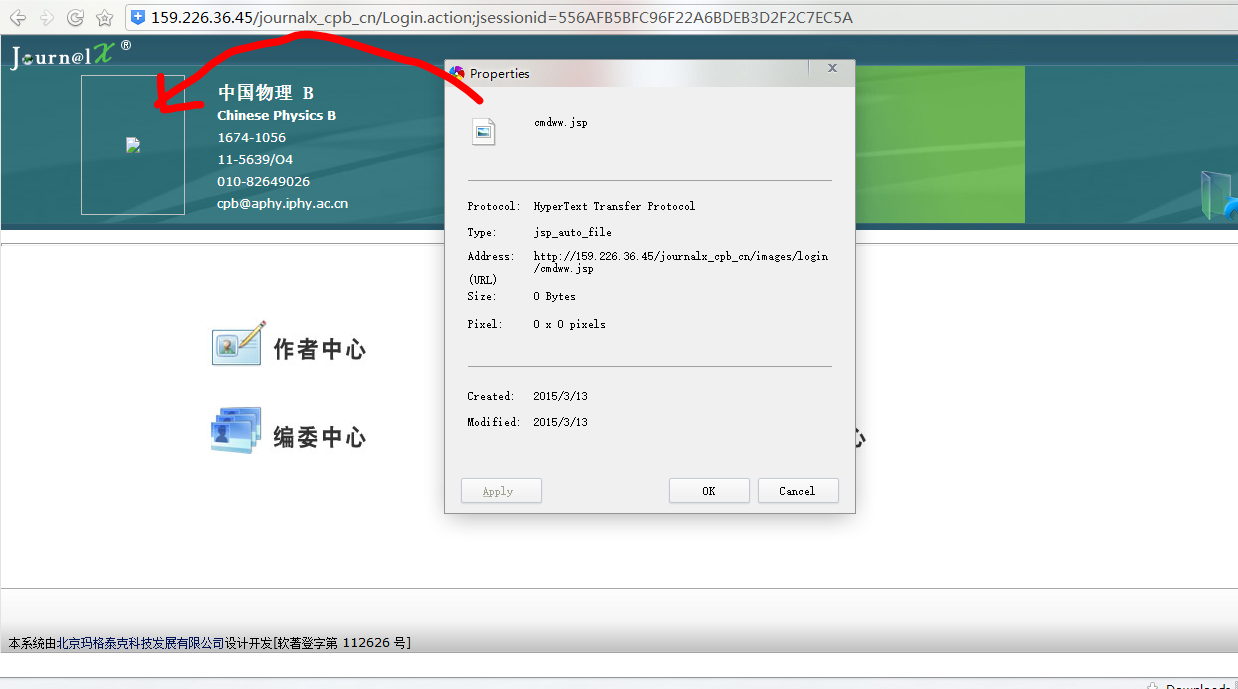 159.226.36.45/journalx_cpb_cn/Login.action;jsessionid=556AFB5BFC96F22A6BDEB3D2F2C7EC5A
Journ@lX ®
中国物理 B
Chinese Physics B
1674-1056
11-5639/O4
010-82649026
cpb@aphy.iphy.ac.cn
Properties
cmdww.jsp
Protocol: HyperText Transfer Protocol
Type: jsp_auto_file
Address: http://159.226.36.45/journalx_cpb_cn/images/login
/cmdww.jsp
(URL)
Size: 0 Bytes
Pixel: 0 x 0 pixels
Created: 2015/3/13
Modified: 2015/3/13
Apply OK Cancel
作者中心
编委中心
心
本系统由北京玛格泰克科技发展有限公司设计开发[软著登字第 112626 号]
Downloads